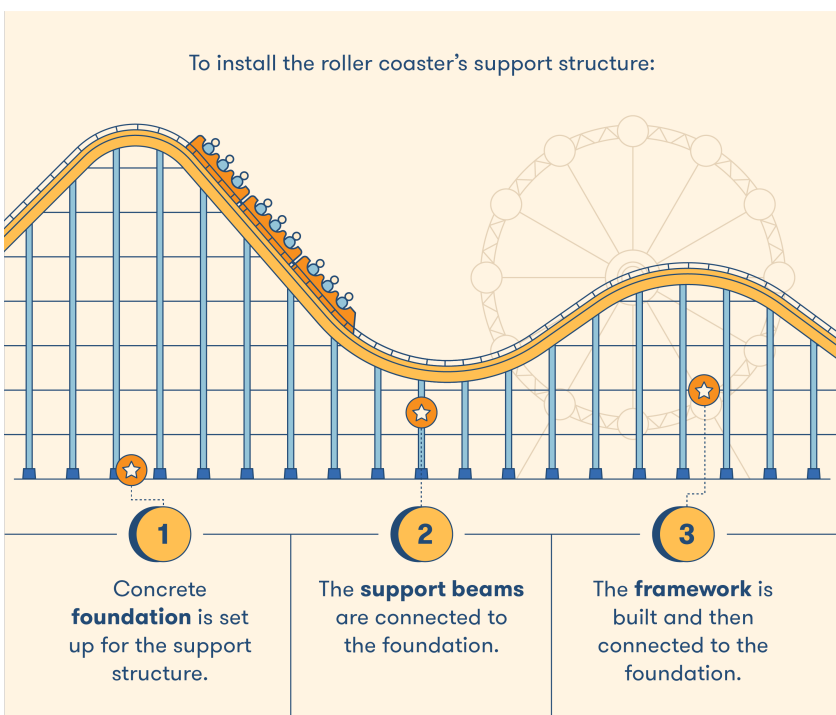 To install the roller coaster’s support structure:
1
Concrete
foundation is set
up for the support
structure.
2
The support beams
are connected to
the foundation.
3
The framework is
built and then
connected to the
foundation.